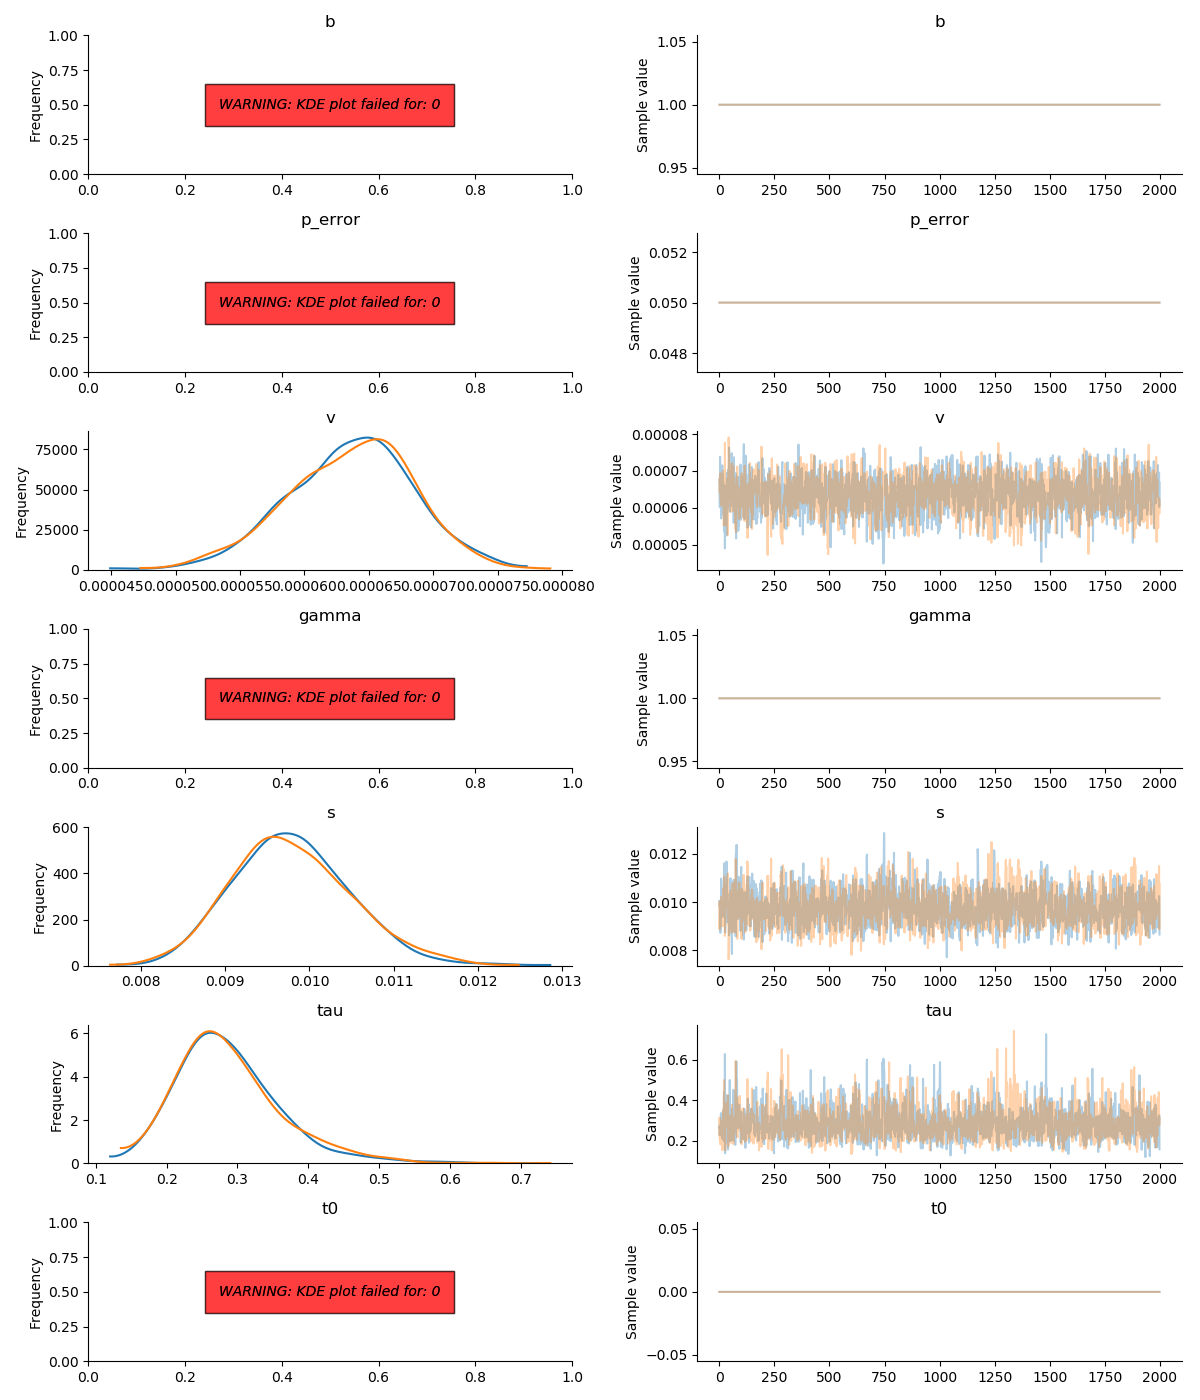 b
b
Frequency
1.00
0.75
0.50
0.25
0.00
WARNING: KDE plot failed for: 0
0.0 0.2 0.4 0.6 0.8 1.0
Sample value
1.05
1.00
0.95
0 250 500 750 1000 1250 1500 1750 2000
p_error
p_error
Frequency
1.00
0.75
0.50
0.25
0.00
WARNING: KDE plot failed for: 0
0.0 0.2 0.4 0.6 0.8 1.0
Sample value
0.052
0.050
0.048
0 250 500 750 1000 1250 1500 1750 2000
v
v
Frequency
75000
50000
25000
0
0.000045 0.000050 0.000055 0.000060 0.000065 0.000070 0.000075 0.000080
Sample value
0.00008
0.00007
0.00006
0.00005
0 250 500 750 1000 1250 1500 1750 2000
gamma
gamma
Frequency
1.00
0.75
0.50
0.25
0.00
WARNING: KDE plot failed for: 0
0.0 0.2 0.4 0.6 0.8 1.0
Sample value
1.05
1.00
0.95
0 250 500 750 1000 1250 1500 1750 2000
s
s
Frequency
600
400
200
0
0.008 0.009 0.010 0.011 0.012 0.013
Sample value
0.012
0.010
0.008
0 250 500 750 1000 1250 1500 1750 2000
tau
tau
Frequency
6
4
2
0
0.1 0.2 0.3 0.4 0.5 0.6 0.7
Sample value
0.6
0.4
0.2
0 250 500 750 1000 1250 1500 1750 2000
t0
t0
Frequency
1.00
0.75
0.50
0.25
0.00
WARNING: KDE plot failed for: 0
0.0 0.2 0.4 0.6 0.8 1.0
Sample value
0.05
0.00
−0.05
0 250 500 750 1000 1250 1500 1750 2000